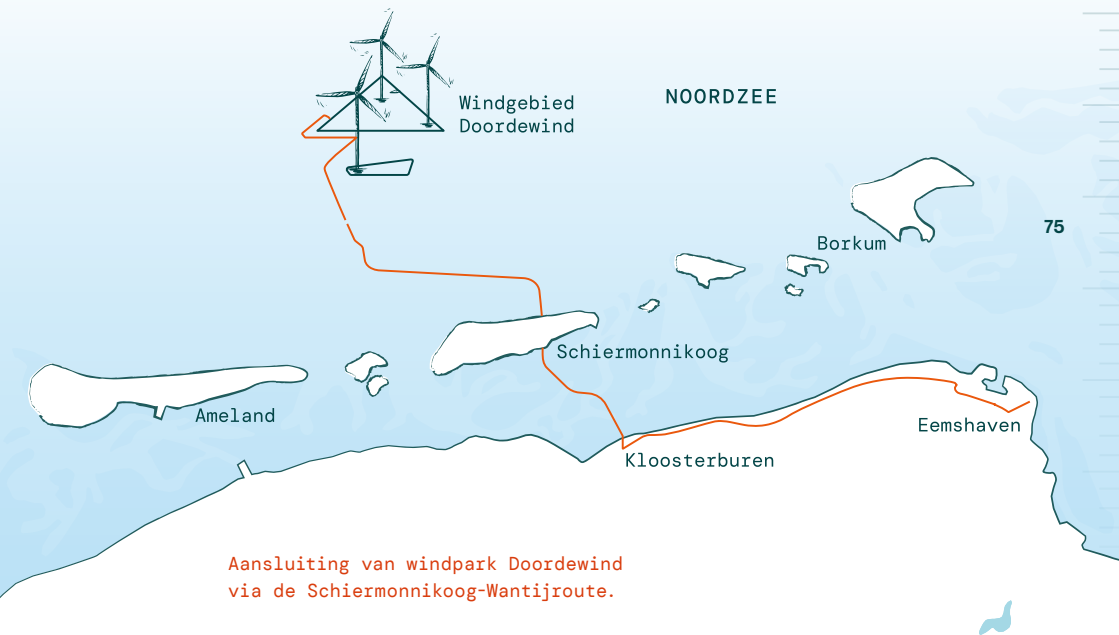 NOORDZEE
Windgebied
Doordewind
75
Borkum
Schiermonnikoog
Ameland
Eemshaven
Kloosterburen
Aansluiting van windpark Doordewind
via de Schiermonnikoog-Wantijroute.